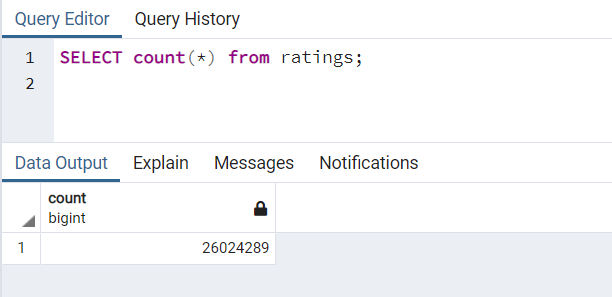 Query Editor Query History
1 SELECT count(*) from ratings;
2
Data Output Explain Messages Notifications
count
bigint
1 26024289